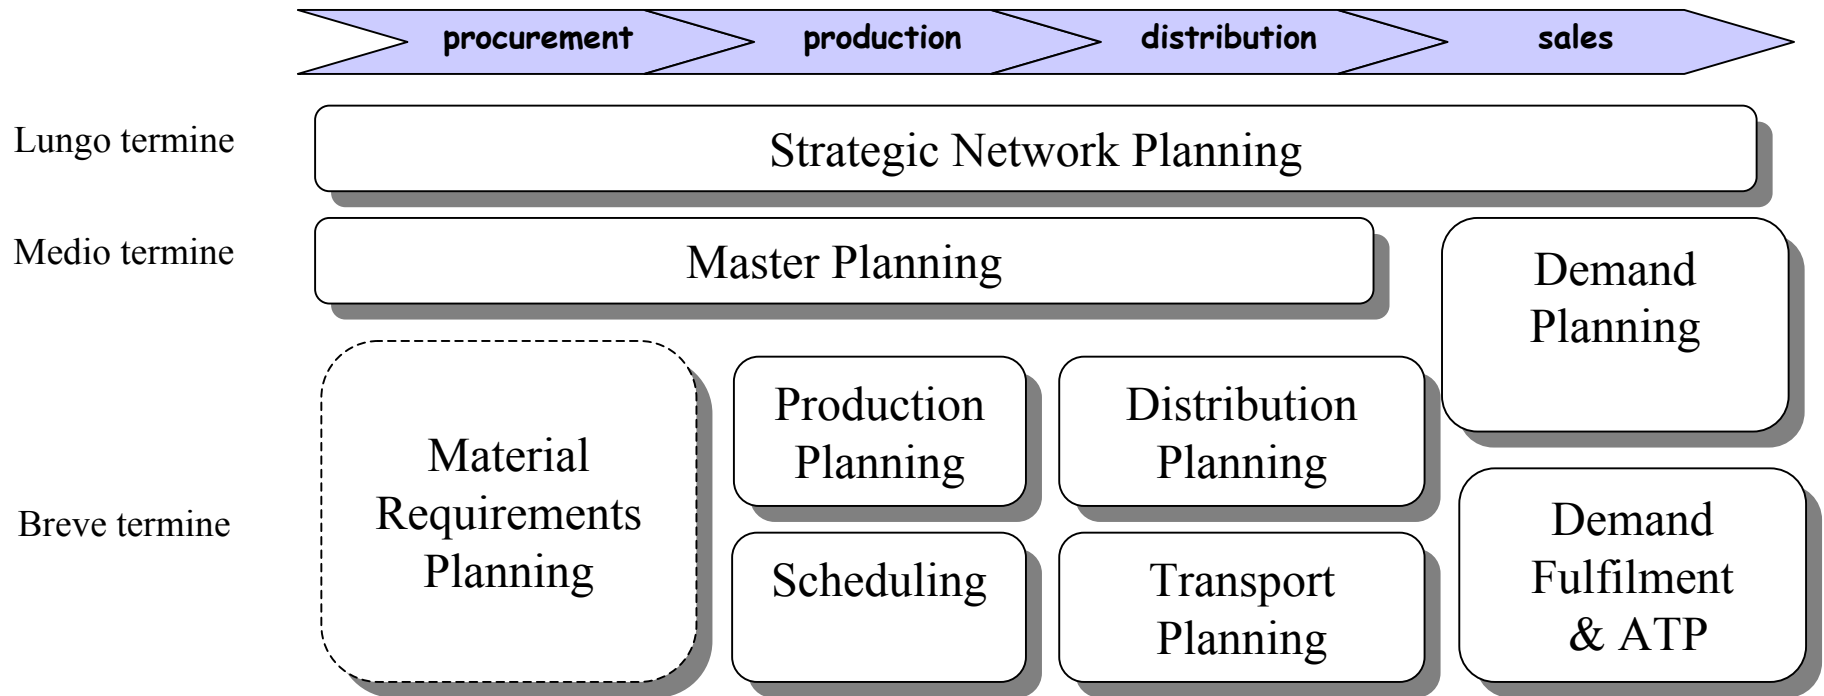 procurement production distribution sales
Lungo termine
Strategic Network Planning
Medio termine
Master Planning
Demand
Planning
Breve termine
Material
Requirements
Planning
Production
Planning
Distribution
Planning
Scheduling
Transport
Planning
Demand
Fulfilment
& ATP